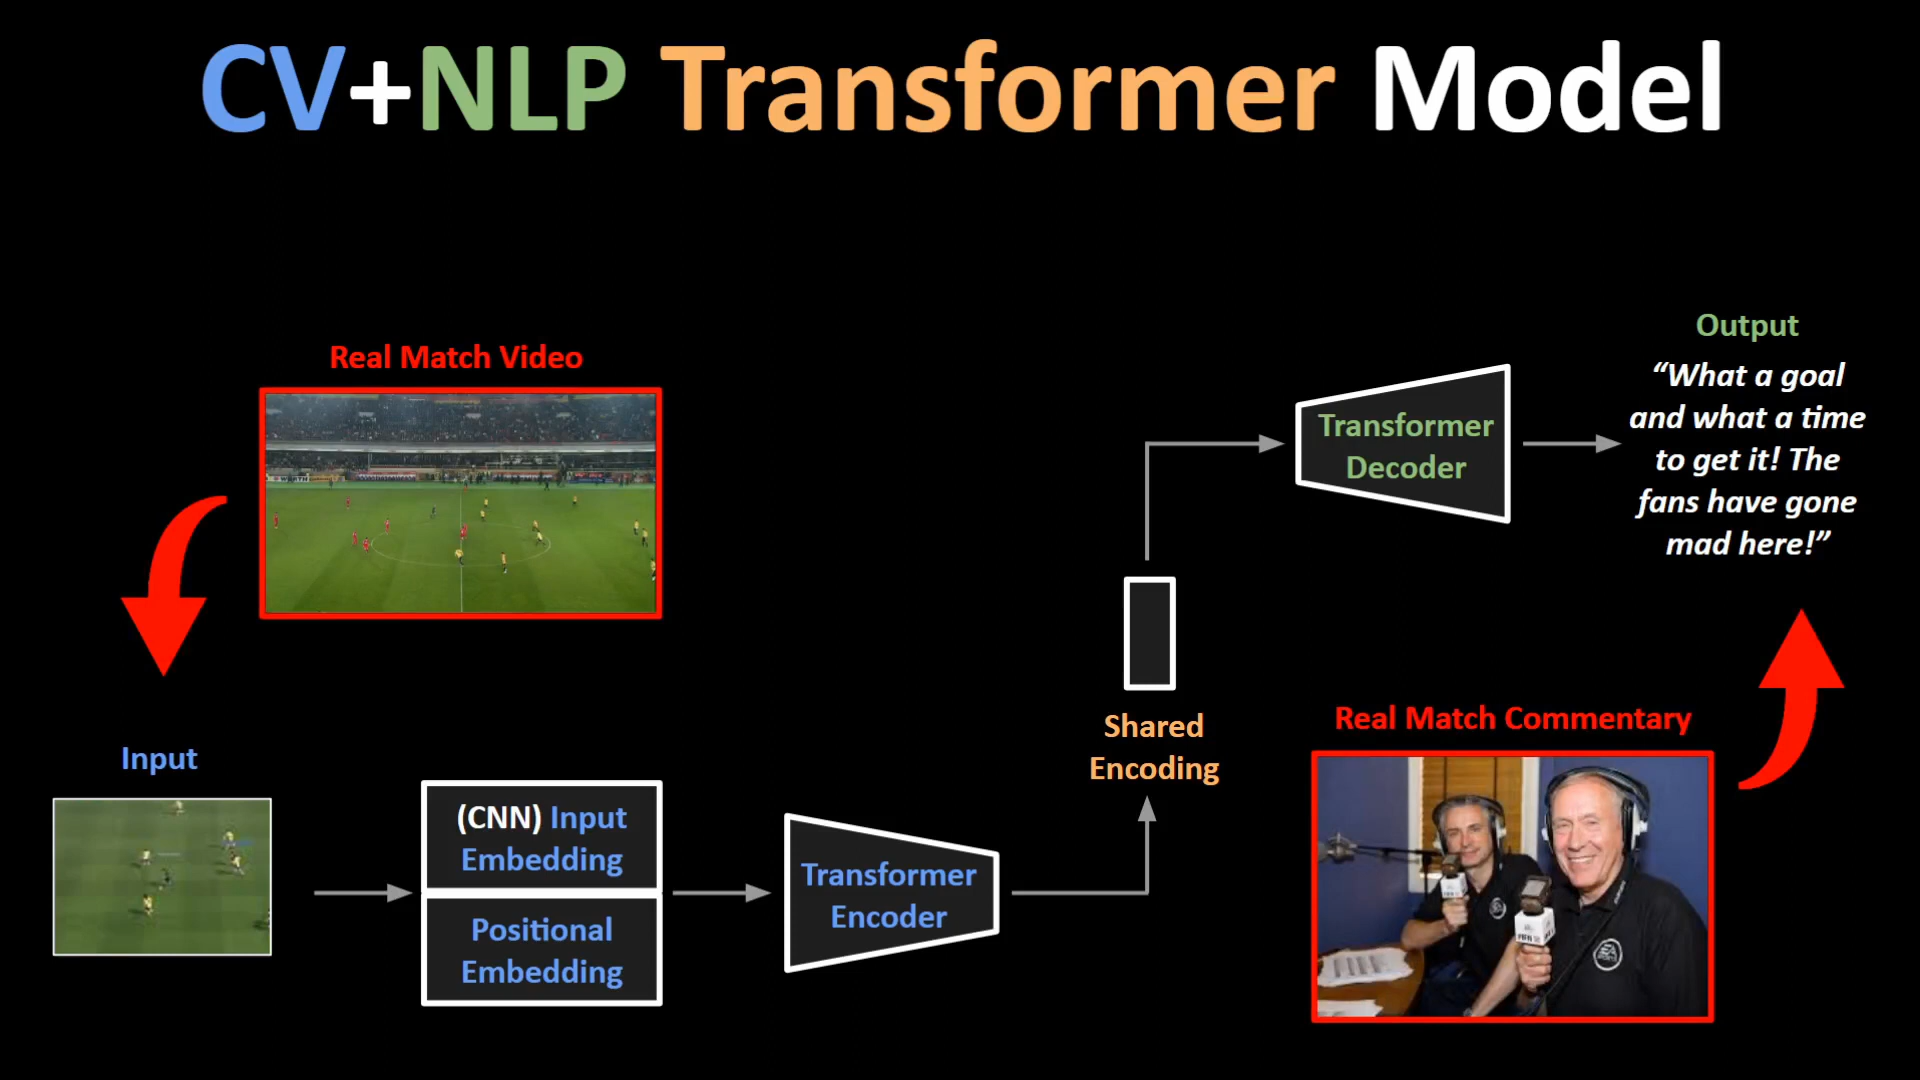 CV+NLP Transformer Model
Real Match Video
Input
(CNN) Input
Embedding
Positional
Embedding
Transformer
Encoder
Shared
Encoding
Transformer
Decoder
Output
“What a goal
and what a time
to get it! The
fans have gone
mad here!”
Real Match Commentary